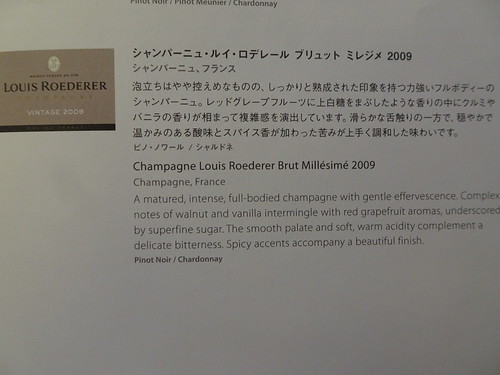 Pinot Noir / Pinot Meunier / Chardonnay
LOUIS ROEDERER
CHAMPAGNE
VINTAGE 2009
シャンパーニュ・ルイ・ロデレール ブリュット ミレジメ 2009
シャンパーニュ、フランス
泡立ちはやや控えめなものの、しっかりと熟成された印象を持つ力強いフルボディーの
シャンパーニュ。レッドグレープフルーツに上白糖をまぶしたような香りの中にクルミや
バニラの香りが相まって複雑感を演出しています。滑らかな舌触りの一方で、穏やかで
温かみのある酸味とスパイス香が加わった苦みが上手く調和した味わいです。
ピノ・ノワール / シャルドネ
Champagne Louis Roederer Brut Millésimé 2009
Champagne, France
A matured, intense, full-bodied champagne with gentle effervescence. Complex
notes of walnut and vanilla intermingle with red grapefruit aromas, underscored
by superfine sugar. The smooth palate and soft, warm acidity complement a
delicate bitterness. Spicy accents accompany a beautiful finish.
Pinot Noir / Chardonnay